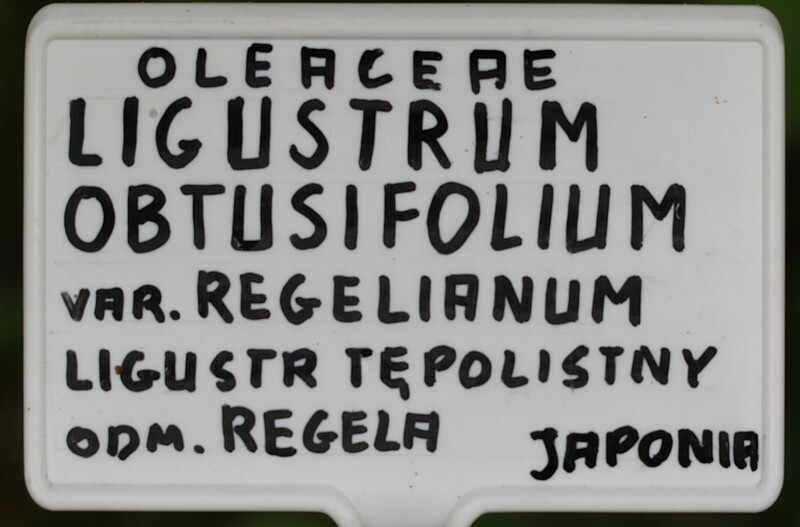 OLEACEAE
LIGUSTRUM
OBTUSIFOLIUM
VAR. REGELIANUM
LIGUSTR TĘPOLISTNY
ODM. REGELA JAPONIA